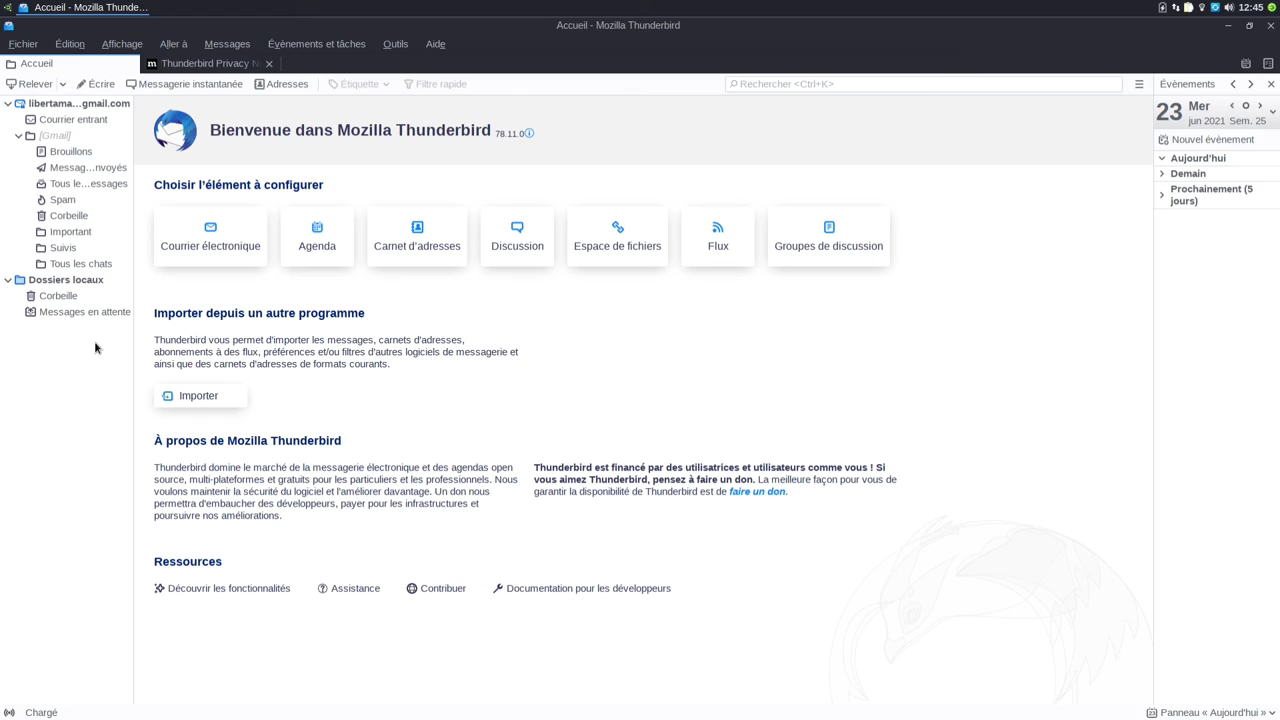 Accueil - Mozilla Thunde...
12:45
Accueil - Mozilla Thunderbird
Fichier Édition Affichage Aller à Messages Évènements et tâches Outils Aide
Accueil
m Thunderbird Privacy N
Relever Écrire Messagerie instantanée Adresses Étiquette Filtre rapide
Rechercher <Ctrl+K>
Évènements
libertama...gmail.com
Courrier entrant
[Gmail]
Brouillons
Messag...nvoyés
Tous le...essages
Spam
Corbeille
Important
Suivis
Tous les chats
Dossiers locaux
Corbeille
Messages en attente
Bienvenue dans Mozilla Thunderbird 78.11.0
Choisir l’élément à configurer
Courrier électronique
Agenda
Carnet d’adresses
Discussion
Espace de fichiers
Flux
Groupes de discussion
Importer depuis un autre programme
Thunderbird vous permet d’importer les messages, carnets d’adresses,
abonnements à des flux, préférences et/ou filtres d’autres logiciels de messagerie et
ainsi que des carnets d’adresses de formats courants.
Importer
À propos de Mozilla Thunderbird
Thunderbird domine le marché de la messagerie électronique et des agendas open
source, multi-plateformes et gratuits pour les particuliers et les professionnels. Nous
voulons maintenir la sécurité du logiciel et l’améliorer davantage. Un don nous
permettra d’embaucher des développeurs, payer pour les infrastructures et
poursuivre nos améliorations.
Thunderbird est financé par des utilisatrices et utilisateurs comme vous ! Si
vous aimez Thunderbird, pensez à faire un don. La meilleure façon pour vous de
garantir la disponibilité de Thunderbird est de faire un don.
Ressources
Découvrir les fonctionnalités
Assistance
Contribuer
Documentation pour les développeurs
23 Mer
jun 2021 Sem. 25
Nouvel évènement
Aujourd’hui
Demain
Prochainement (5
jours)
Chargé
23 Panneau « Aujourd’hui »